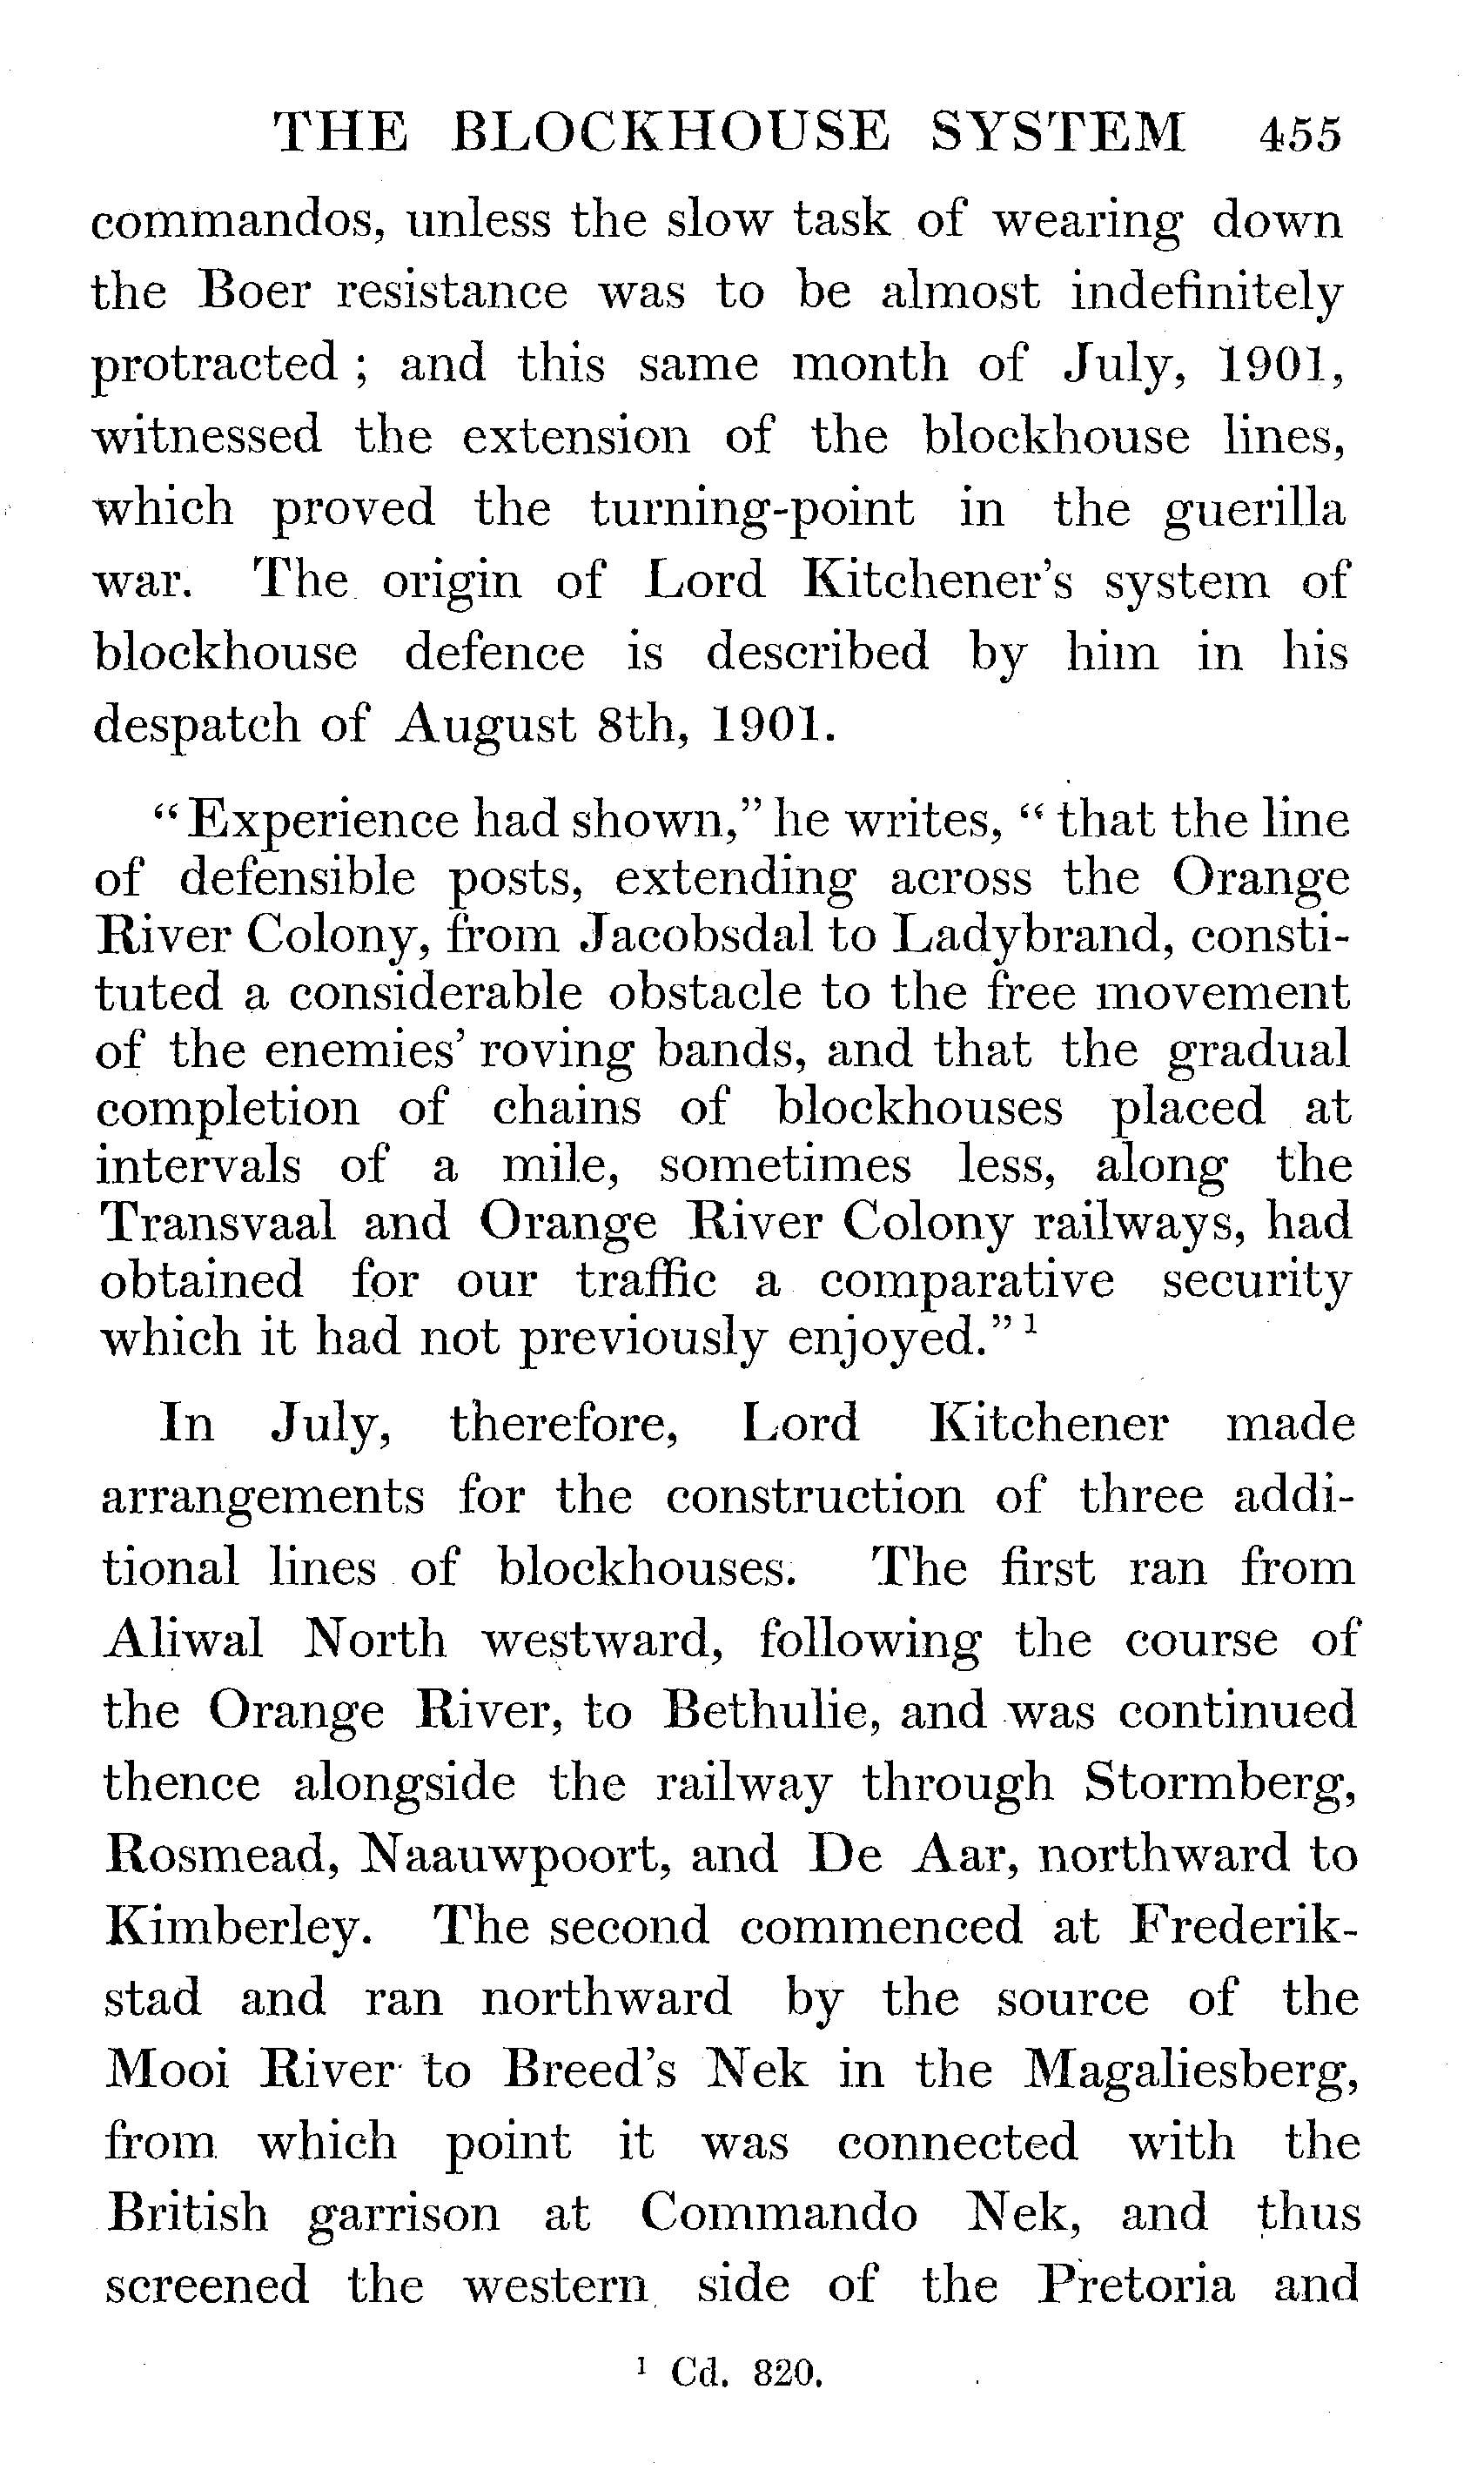 THE BLOCKHOUSE SYSTEM 455
commandos, unless the slow task of wearing down
the Boer resistance was to be almost indefinitely
protracted ; and this same month of July, 1901,
witnessed the extension of the blockhouse lines,
which proved the turning-point in the guerilla
war. The origin of Lord Kitchener's system of
blockhouse defence is described by him in his
despatch of August 8th, 1901.
“Experience had shown,” he writes, “that the line
of defensible posts, extending across the Orange
River Colony, from Jacobsdal to Ladybrand, consti-
tuted a considerable obstacle to the free movement
of the enemies' roving bands, and that the gradual
completion of chains of blockhouses placed at
intervals of a mile, sometimes less, along the
Transvaal and Orange River Colony railways, had
obtained for our traffic a comparative security
which it had not previously enjoyed.” ¹
In July, therefore, Lord Kitchener made
arrangements for the construction of three addi-
tional lines of blockhouses. The first ran from
Aliwal North westward, following the course of
the Orange River, to Bethulie, and was continued
thence alongside the railway through Stormberg,
Rosmead, Naauwpoort, and De Aar, northward to
Kimberley. The second commenced at Frederik-
stad and ran northward by the source of the
Mooi River to Breed's Nek in the Magaliesberg,
from which point it was connected with the
British garrison at Commando Nek, and thus
screened the western side of the Pretoria and
¹ Cd. 820.